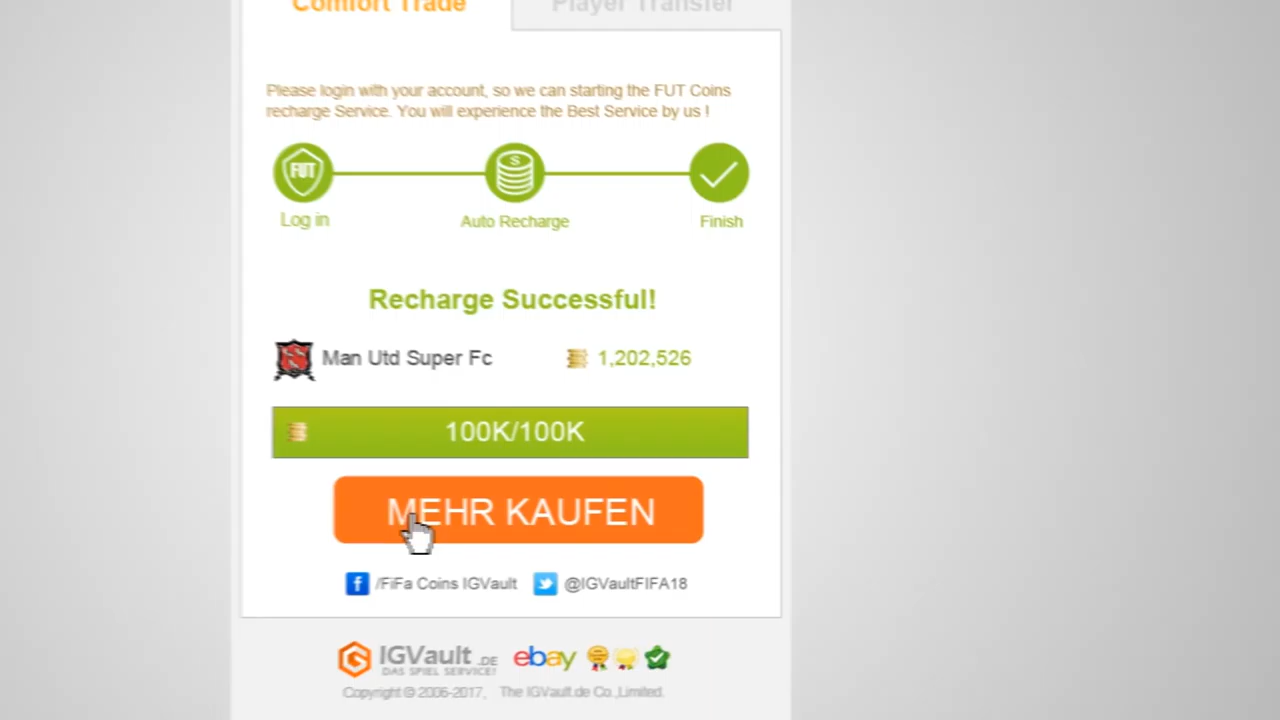 Comfort Trade
Player Transfer
Please login with your account, so we can starting the FUT Coins
recharge Service. You will experience the Best Service by us !
FUT
$
Log in
Auto Recharge
Finish
Recharge Successful!
Man Utd Super Fc
1,202,526
100K/100K
MEHR KAUFEN
f /FiFa Coins IGVault
@IGVaultFIFA18
IGVault.DE
DAS SPIEL SERVICE!
ebay
Copyright © 2006-2017, The IGVault.de Co.,Limited.